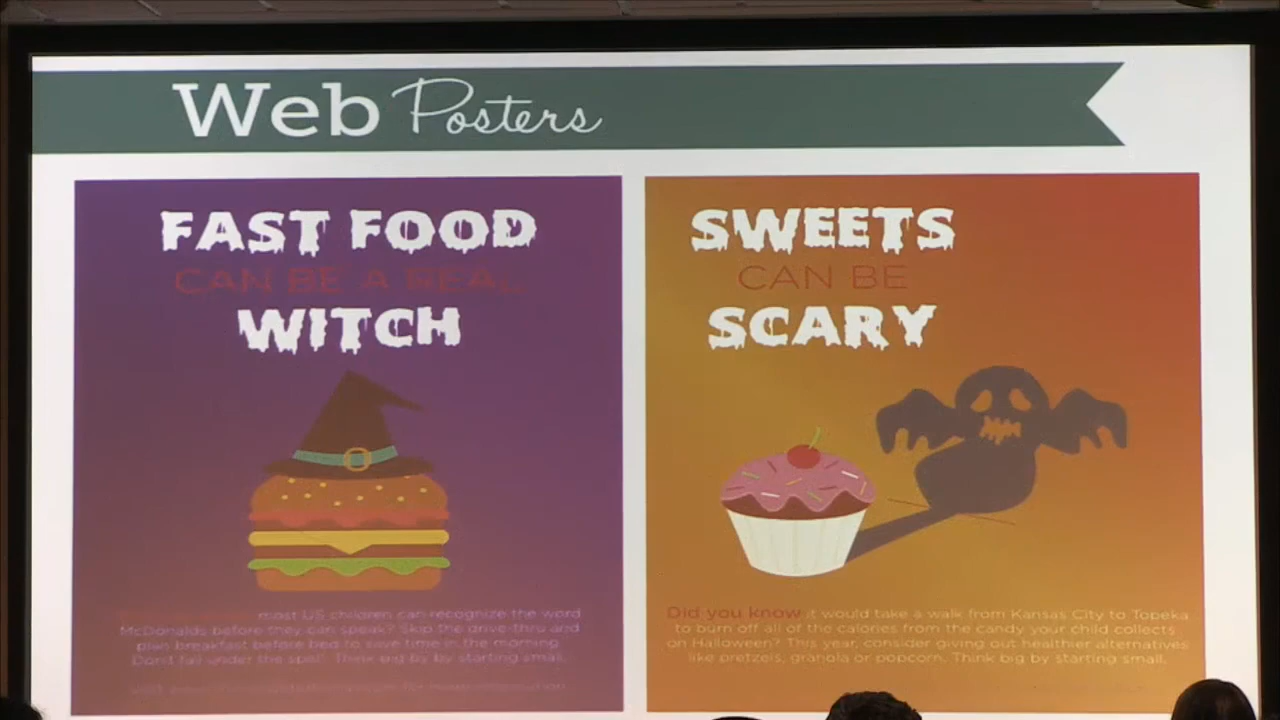 Web Posters
FAST FOOD
CAN BE A REAL
WITCH
most US children can recognize the word
McDonalds before they can speak? Skip the drive-thru and
plan breakfast before bed to save time in the morning.
Don't fall under the spell. Think big by by starting small.
SWEETS
CAN BE
SCARY
Did you know it would take a walk from Kansas City to Topeka
to burn off all of the calories from the candy your child collects
on Halloween? This year, consider giving out healthier alternatives
like pretzels, granola or popcorn. Think big by starting small.